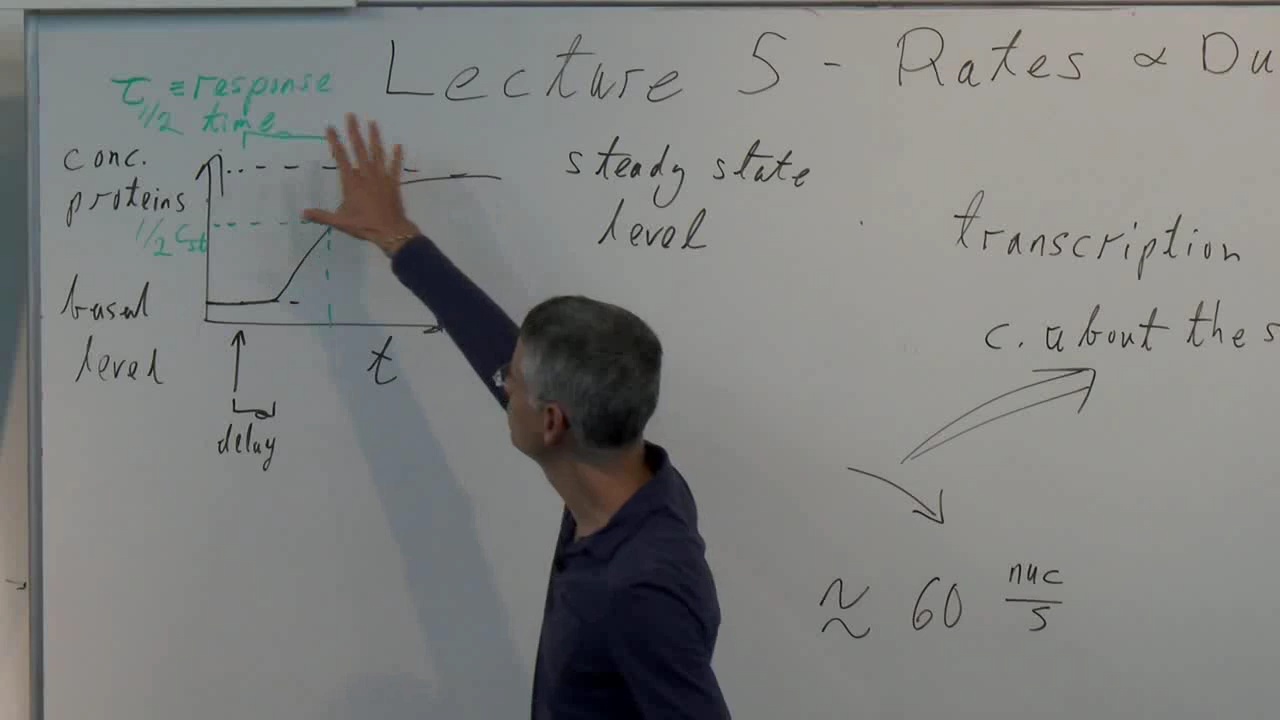 Lecture 5 - Rates & Du
τ 1/2 ≡ response
time
conc.
proteins
1/2 Cst
basal
level
t
delay
steady state
level
transcription
c. about the s
≈ 60 nuc/s